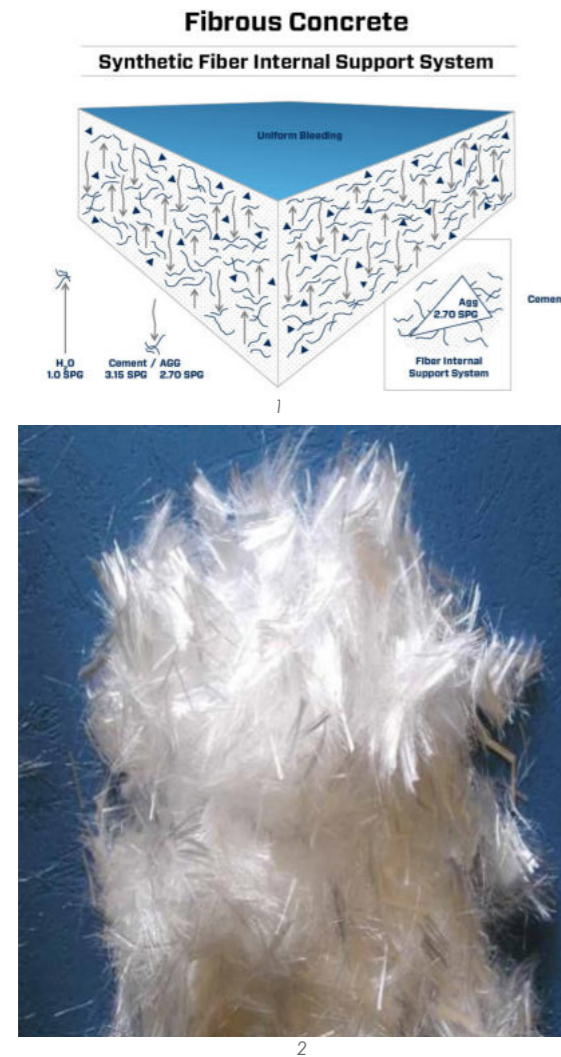 Fibrous Concrete
Synthetic Fiber Internal Support System
Uniform Bleeding
H2O
1.0 SPG
Cement / AGG
3.15 SPG 2.70 SPG
Agg
2.70 SPG
Fiber Internal
Support System
Cemen
1
2